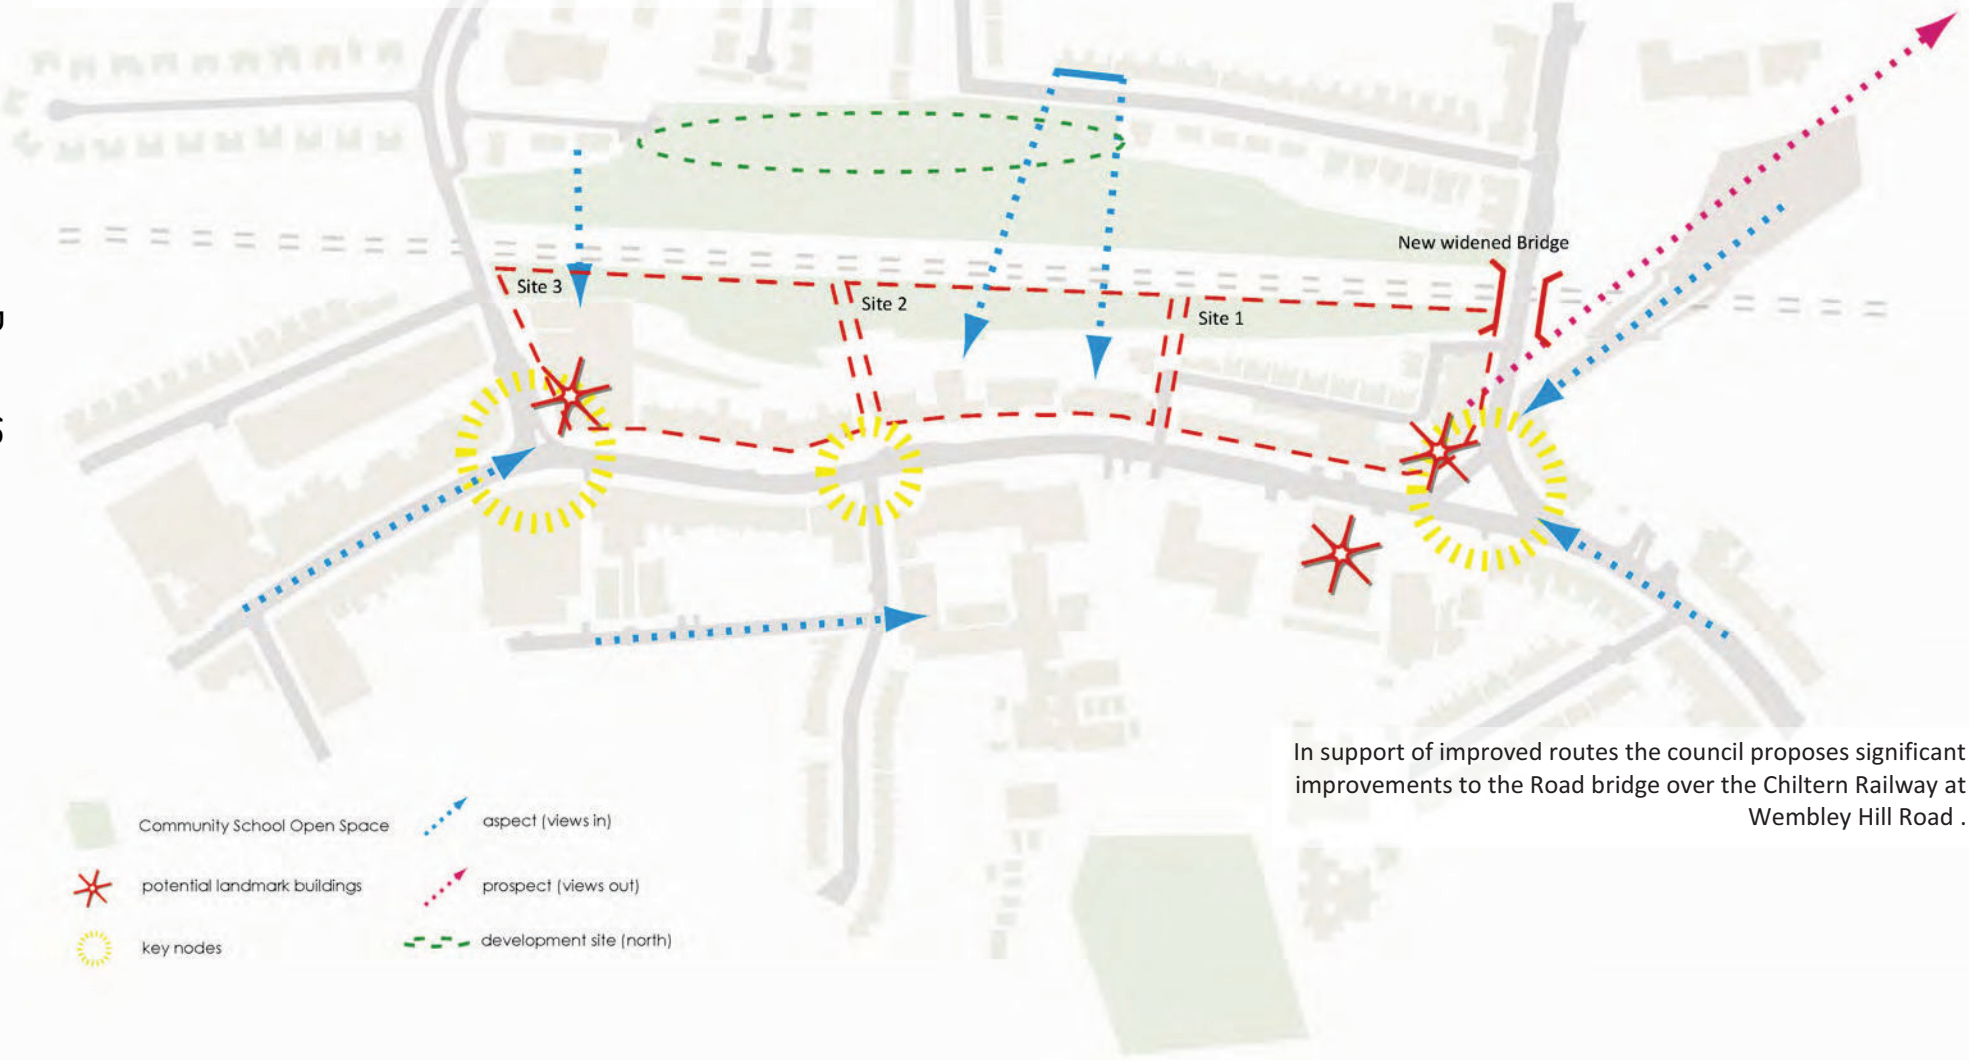 New widened Bridge
Site 3
Site 2
Site 1
In support of improved routes the council proposes significant
improvements to the Road bridge over the Chiltern Railway at
Wembley Hill Road .
Community School Open Space
aspect (views in)
potential landmark buildings
prospect (views out)
key nodes
development site (north)